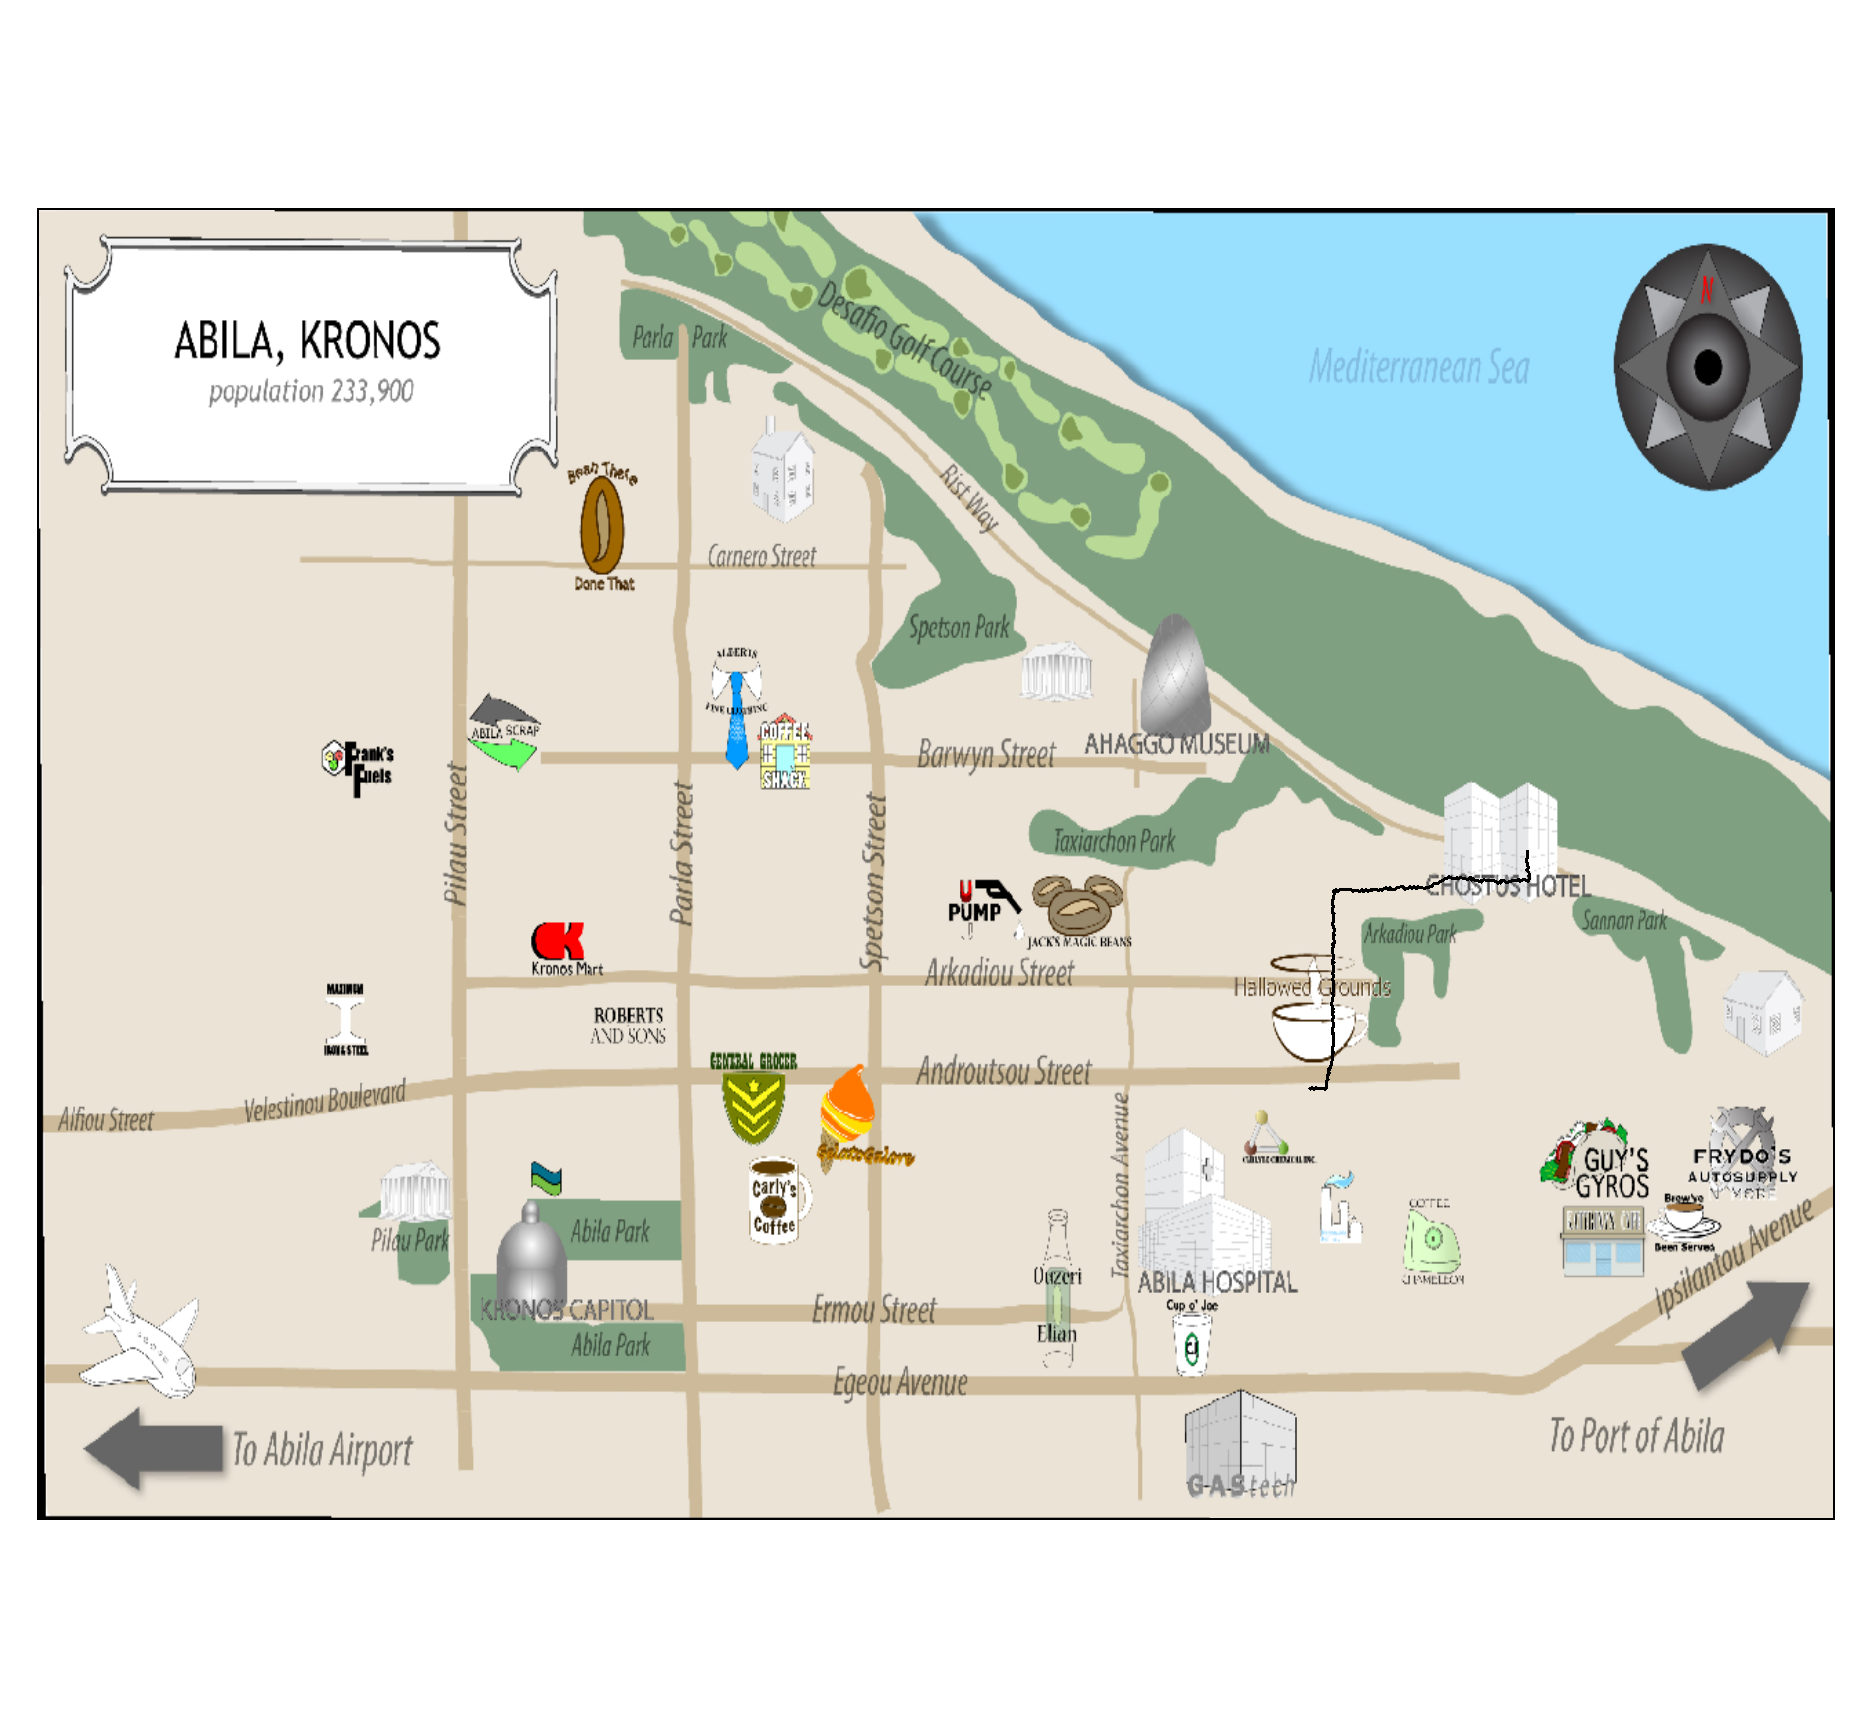 ABILA, KRONOS
population 233,900
N
Mediterranean Sea
Desafio Golf Course
Parla Park
Rist Way
Bean There
Done That
Carnero Street
Spetson Park
ALBERTS
FINE CLOTHING
ABILA SCRAP
COFFEE
SHACK
Frank's
Fuels
Barwyn Street
AHAGGO MUSEUM
Pilau Street
Parla Street
Spetson Street
Taxiarchon Park
CHOSTUS HOTEL
U
PUMP
JACK'S MAGIC BEANS
Arkadiou Park
Sannan Park
Kronos Mart
Arkadiou Street
Hallowed Grounds
MAXIMUM
IRON & STEEL
ROBERTS
AND SONS
GENERAL GROCER
Androutsou Street
Alfiou Street
Velestinou Boulevard
GelatoGalore
Taxiarchon Avenue
CARLYLE CHEMICAL INC.
GUY'S
GYROS
FRYDO'S
AUTOSUPPLY
N' MORE
Carly's
Coffee
Pilau Park
Abila Park
COFFEE
CHAMELEON
Brew've
Been Served
Ipsilantou Avenue
Ouzeri
Elian
ABILA HOSPITAL
KRONOS CAPITOL
Ermou Street
Cup o' Joe
Abila Park
Egeou Avenue
To Abila Airport
To Port of Abila
GAStech